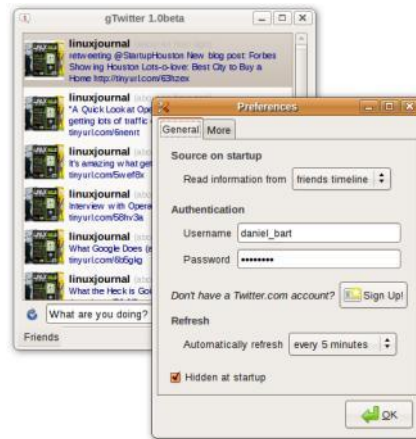 gTwitter 1.0beta
linuxjournal
retweeting @StartupHouston New blog post: Forbes
Showing Houston Lots-o-love: Best City to Buy a
Home http://tinyurl.com/63hzex
linuxjournal
"A Quick Look at Ope
getting lots of traffic
tinyurl.com/6nenrt
linuxjournal
It's amazing what get
tinyurl.com/5wef8x
linuxjournal
Interview with Opera
tinyurl.com/58hv3a
linuxjournal
What Google Does (
tinyurl.com/6b5gkg
linuxjournal
What the Heck is Goi
What are you doing?
Friends
Preferences
General More
Source on startup
Read information from friends timeline
Authentication
Username daniel_bart
Password ••••••••
Don't have a Twitter.com account? Sign Up!
Refresh
Automatically refresh every 5 minutes
Hidden at startup
OK